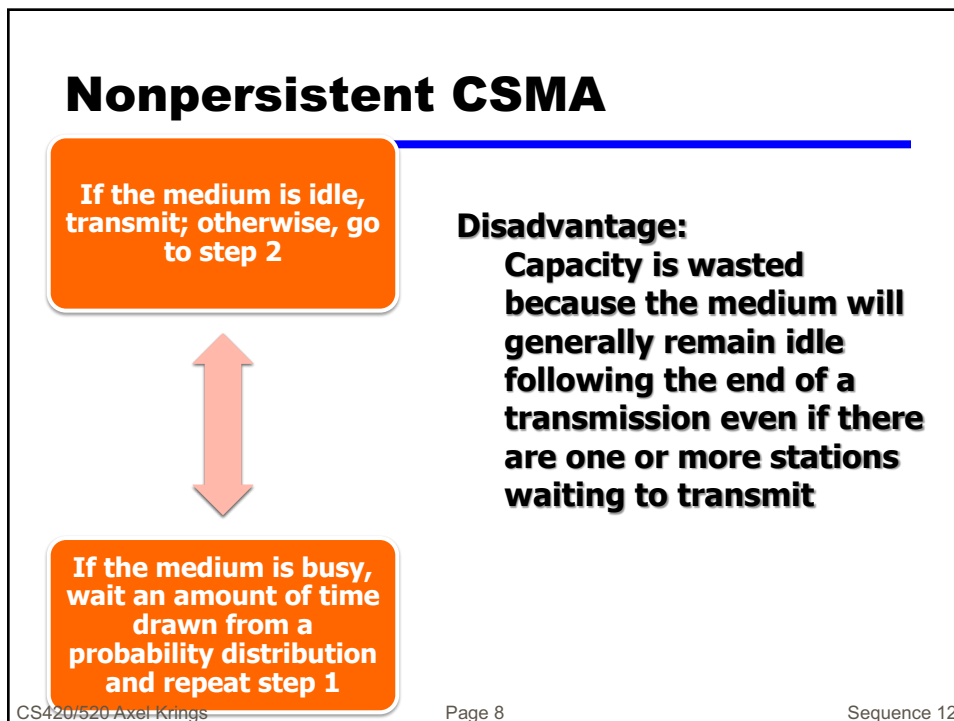 Nonpersistent CSMA
If the medium is idle,
transmit; otherwise, go
to step 2
Disadvantage:
Capacity is wasted
because the medium will
generally remain idle
following the end of a
transmission even if there
are one or more stations
waiting to transmit
If the medium is busy,
wait an amount of time
drawn from a
probability distribution
and repeat step 1
CS420/520 Axel Krings
Page 8
Sequence 12